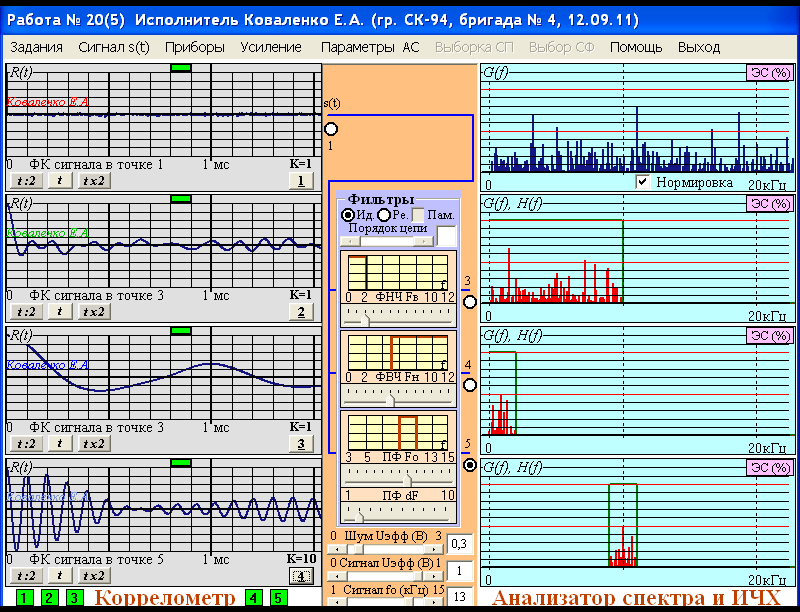 Работа № 20(5) Исполнитель Коваленко Е.А. (гр. СК-94, бригада № 4, 12.09.11)
Задания Сигнал s(t) Приборы Усиление Параметры АС Выборка СП Выбор СФ Помощь Выход
R(t)
Коваленко Е.А
0 ФК сигнала в точке 1 1 мс K=1
t:2 t tx2 1
R(t)
Коваленко Е.А
0 ФК сигнала в точке 3 1 мс K=1
t:2 t tx2 2
R(t)
Коваленко Е.А
0 ФК сигнала в точке 3 1 мс K=1
t:2 t tx2 3
R(t)
Коваленко Е.А
0 ФК сигнала в точке 5 1 мс K=10
t:2 t tx2 4
1 2 3 Коррелометр 4 5
s(t)
1
Фильтры
Ид. Ре. Пам.
Порядок цепи
f
0 2 ФНЧ Fв 10 12
3
f
0 2 ФВЧ Fн 10 12
4
f
3 5 ПФ Fо 13 15
5
1 ПФ dF 10
0 Шум Uэфф (В) 3
0,3
0 Сигнал Uэфф (В) 1
1
1 Сигнал fо (кГц) 15
13
G(f) ЭС (%)
0 Нормировка 20кГц
G(f), H(f) ЭС (%)
0 20кГц
G(f), H(f) ЭС (%)
0 20кГц
G(f), H(f) ЭС (%)
0 20кГц
Анализатор спектра и ИЧХ